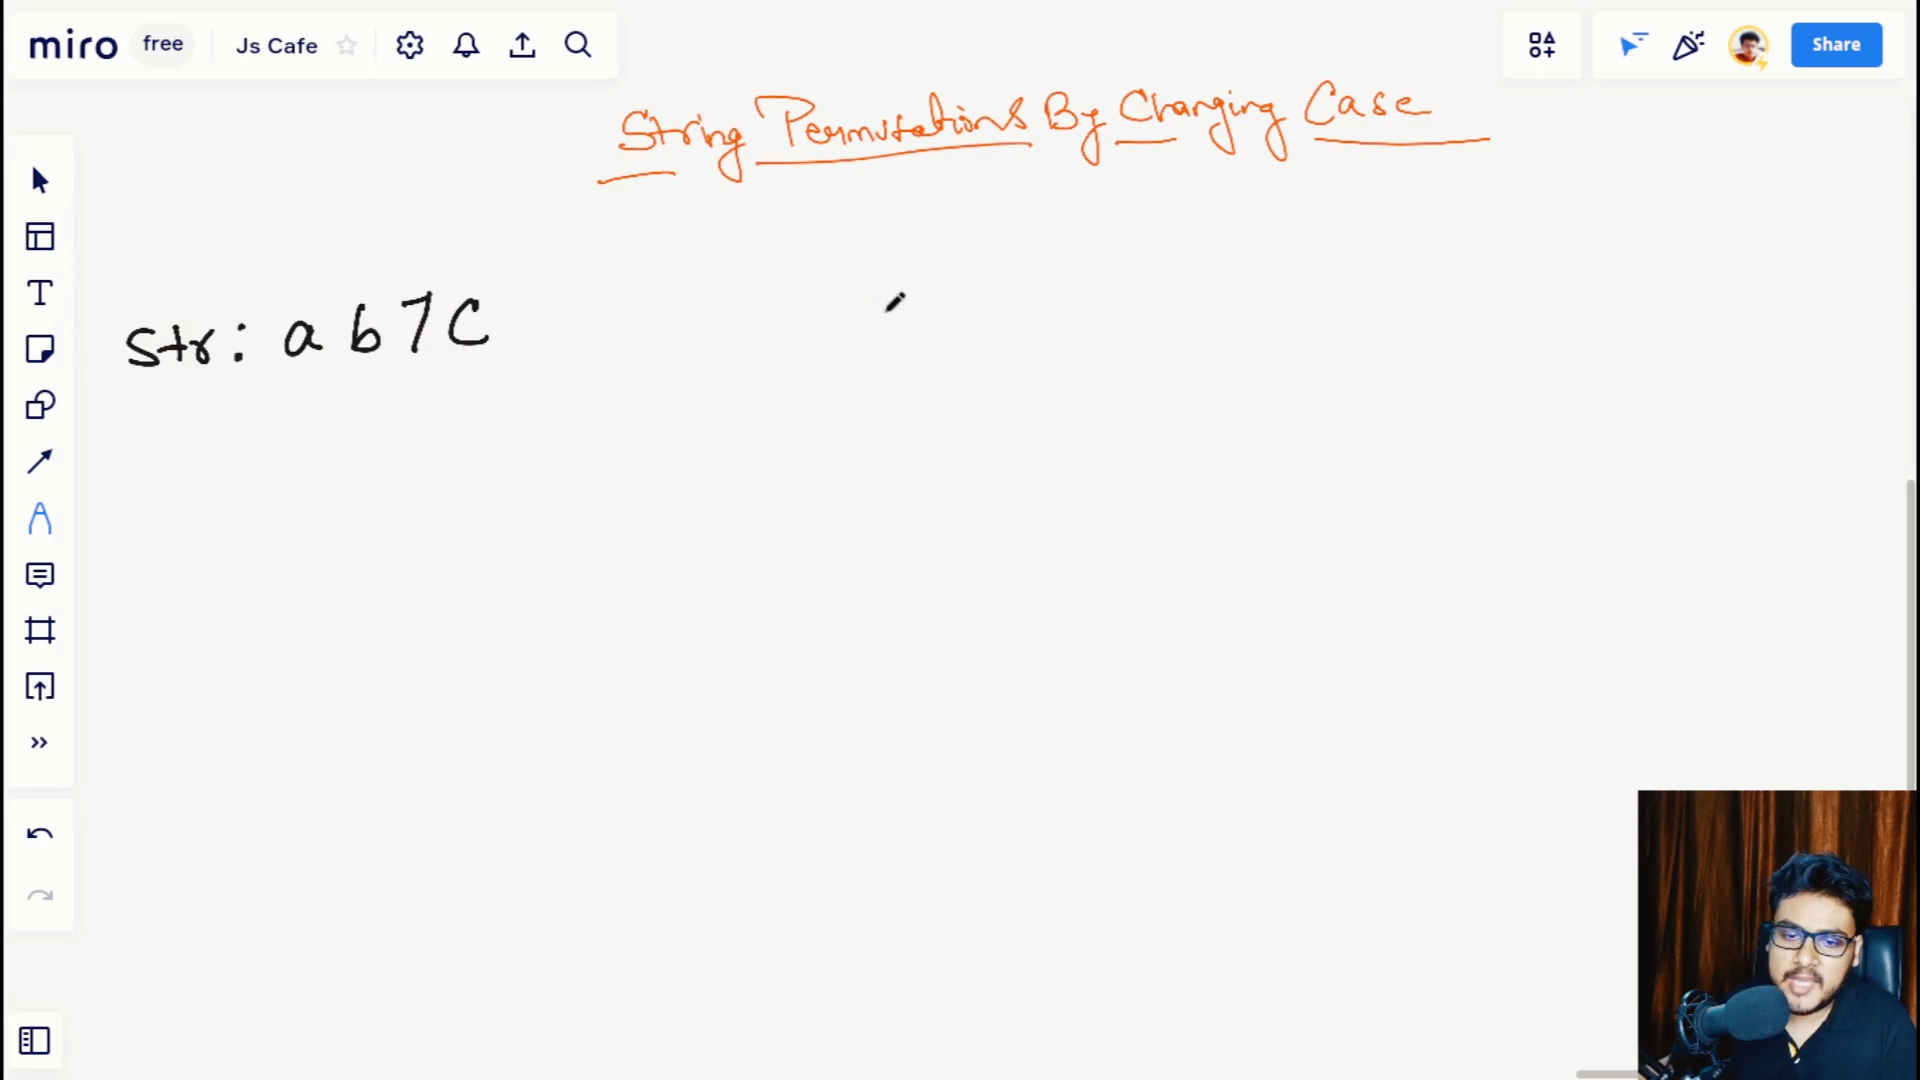 miro free Js Cafe
Share
String Permutations By Changing Case
T
str: a b 7 C